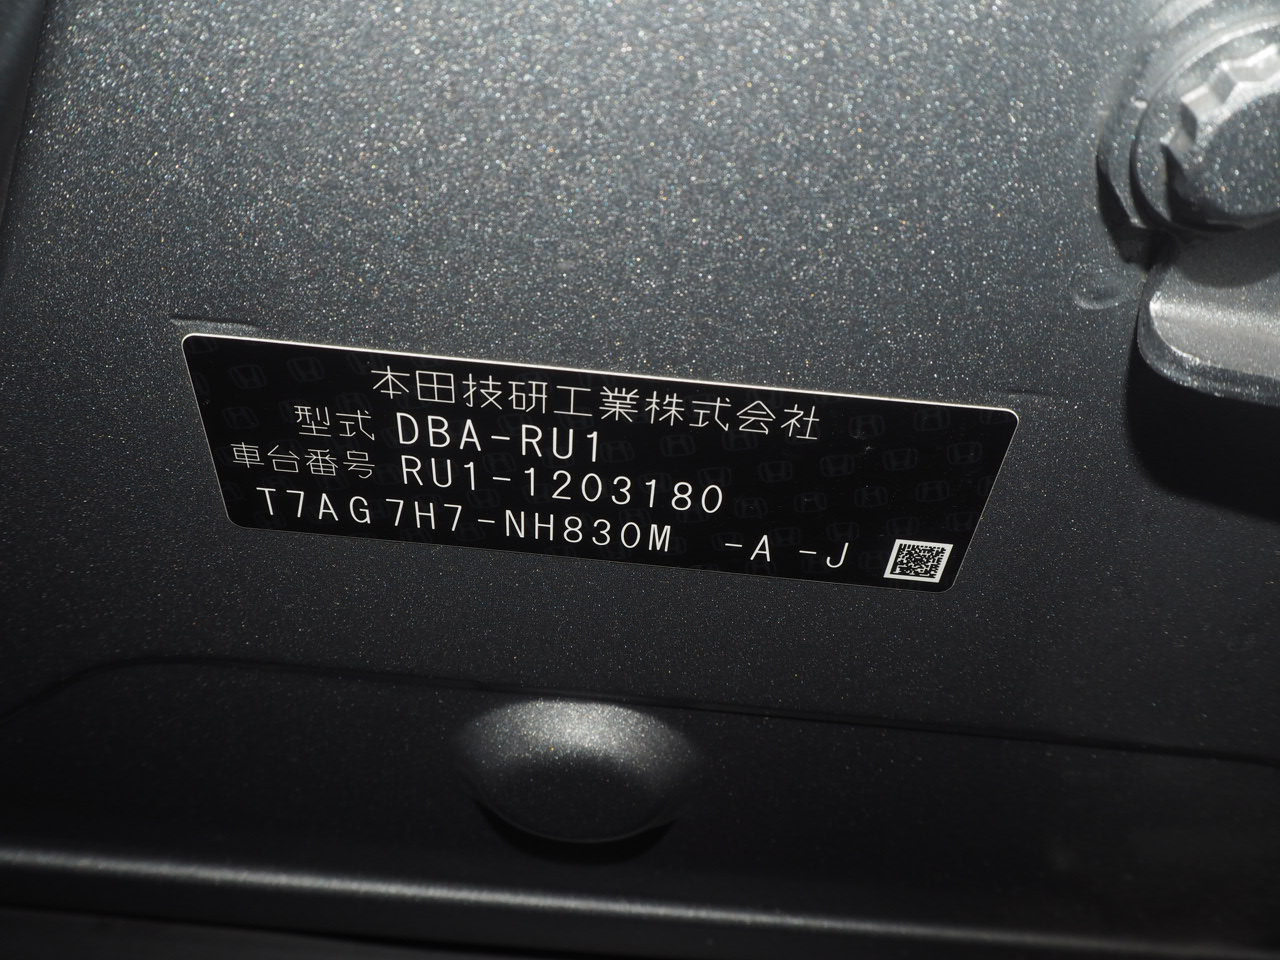 本田技研工業株式会社
型式 DBA-RU1
車台番号 RU1-1203180
T7AG7H7-NH830M -A -J